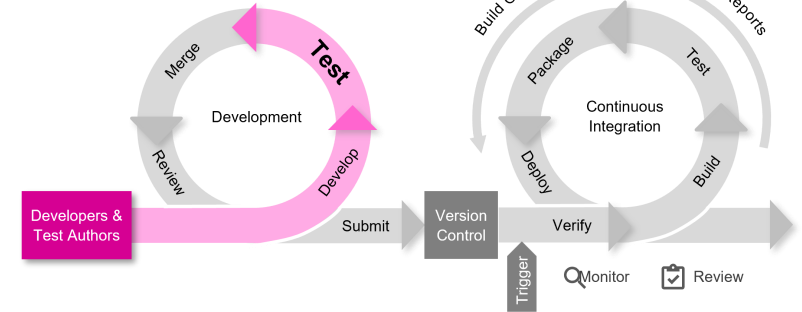 Merge
Test
Development
Review
Develop
Developers &
Test Authors
Submit
Build
Package
Test
Continuous
Integration
Deploy
Build
Version
Control
Verify
Trigger
Monitor
Review